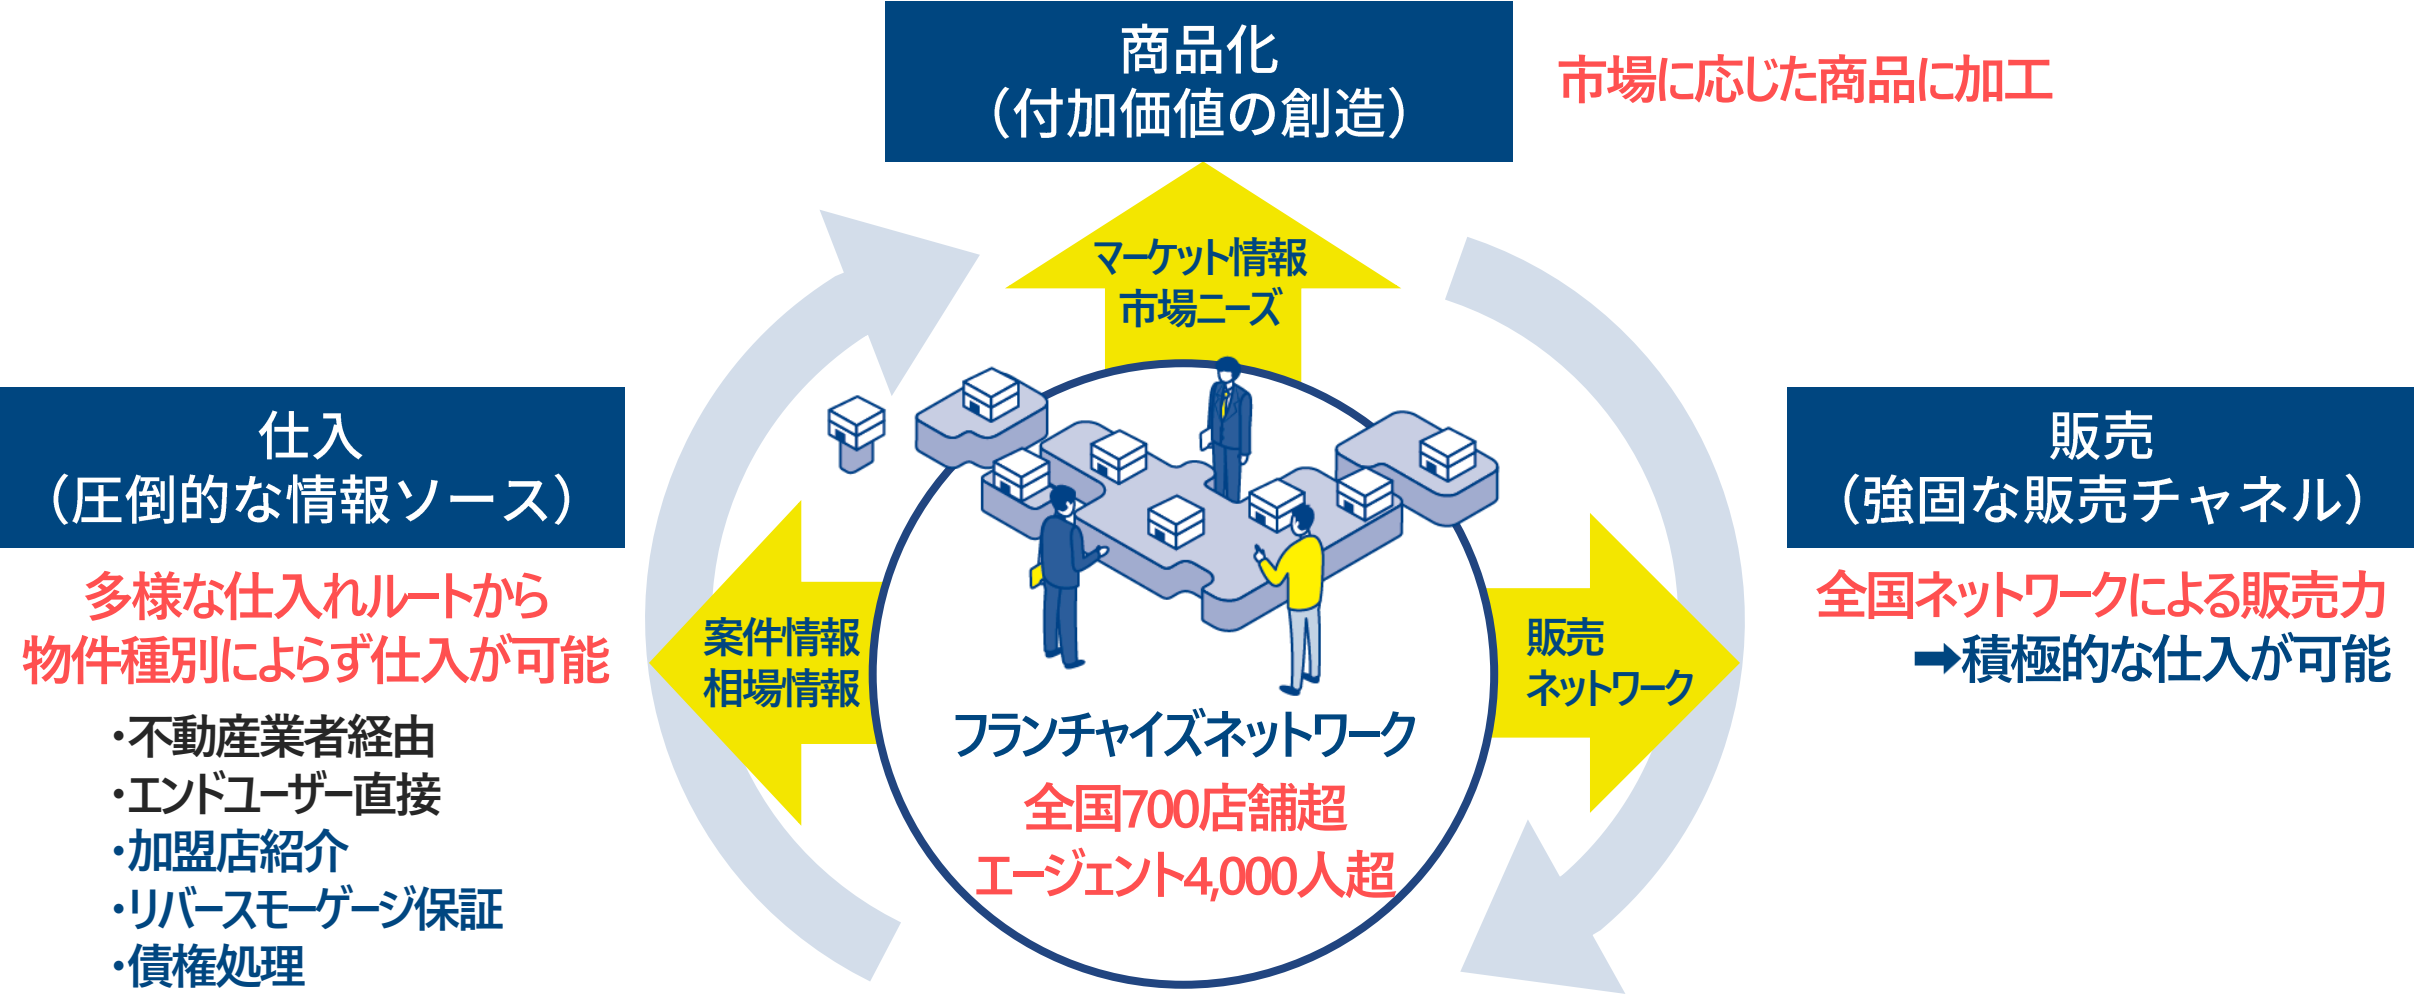 商品化
（付加価値の創造）
市場に応じた商品に加工
マーケット情報
市場ニーズ
仕入
（圧倒的な情報ソース）
多様な仕入れルートから
物件種別によらず仕入が可能
・不動産業者経由
・エンドユーザー直接
・加盟店紹介
・リバースモーゲージ保証
・債権処理
案件情報
相場情報
フランチャイズネットワーク
全国700店舗超
エージェント4,000人超
販売
ネットワーク
販売
（強固な販売チャネル）
全国ネットワークによる販売力
➡積極的な仕入が可能